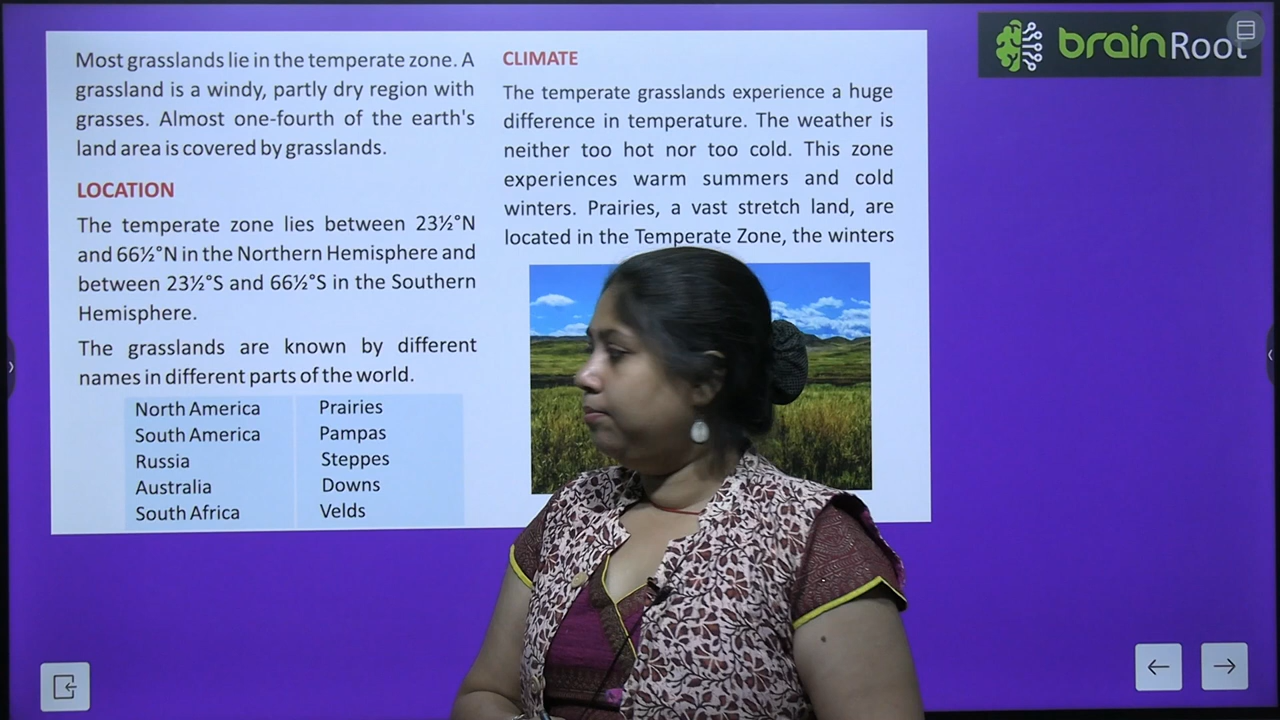 Most grasslands lie in the temperate zone. A
grassland is a windy, partly dry region with
grasses. Almost one-fourth of the earth's
land area is covered by grasslands.
LOCATION
The temperate zone lies between 23½°N
and 66½°N in the Northern Hemisphere and
between 23½°S and 66½°S in the Southern
Hemisphere.
The grasslands are known by different
names in different parts of the world.
North America Prairies
South America Pampas
Russia Steppes
Australia Downs
South Africa Velds
CLIMATE
The temperate grasslands experience a huge
difference in temperature. The weather is
neither too hot nor too cold. This zone
experiences warm summers and cold
winters. Prairies, a vast stretch land, are
located in the Temperate Zone, the winters
brainRoot